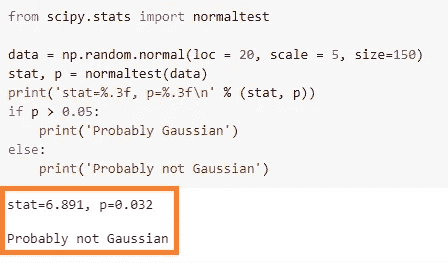 from scipy.stats import normaltest
data = np.random.normal(loc = 20, scale = 5, size=150)
stat, p = normaltest(data)
print('stat=%.3f, p=%.3f\n' % (stat, p))
if p > 0.05:
    print('Probably Gaussian')
else:
    print('Probably not Gaussian')
stat=6.891, p=0.032
Probably not Gaussian